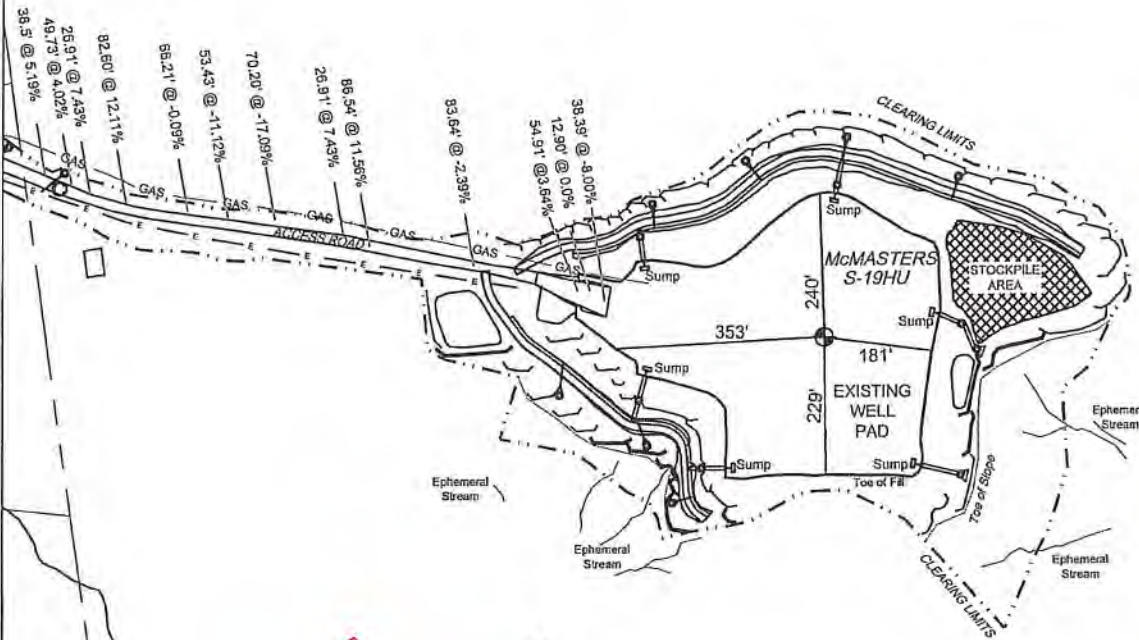 38.5' @ 5.19%
49.73' @ 4.02%
26.91' @ 7.43%
82.60' @ 12.11%
66.21' @ -0.09%
53.43' @ -11.12%
70.20' @ -17.09%
26.91' @ 7.43%
86.54' @ 11.56%
83.64' @ -2.39%
54.91' @3.64%
12.90' @ 0.0%
38.39' @ -8.00%
CLEARING LIMITS
GAS
GAS
GAS
GAS
GAS
GAS
GAS
E
E
E
E
E
E
E
E
ACCESS ROAD
Sump
Sump
McMASTERS
S-19HU
STOCKPILE
AREA
240'
Sump
353'
181'
Sump
229'
EXISTING
WELL
PAD
Sump
Sump
Toe of Fill
Toe of Slope
Ephemer
Stream
Ephemeral
Stream
Ephemeral
Stream
Ephemeral
Stream
CLEARING LIMITS